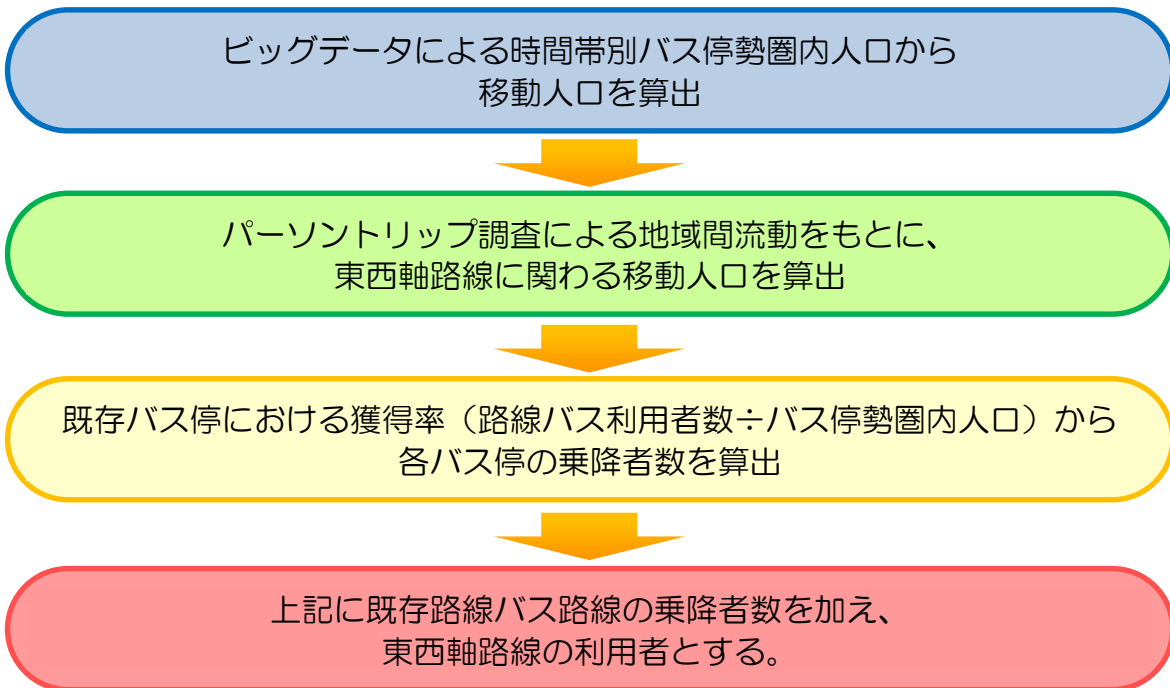 ビッグデータによる時間帯別バス停勢圏内人口から
移動人口を算出
パーソントリップ調査による地域間流動をもとに、
東西軸路線に関わる移動人口を算出
既存バス停における獲得率（路線バス利用者数÷バス停勢圏内人口）から
各バス停の乗降者数を算出
上記に既存路線バス路線の乗降者数を加え、
東西軸路線の利用者とする。